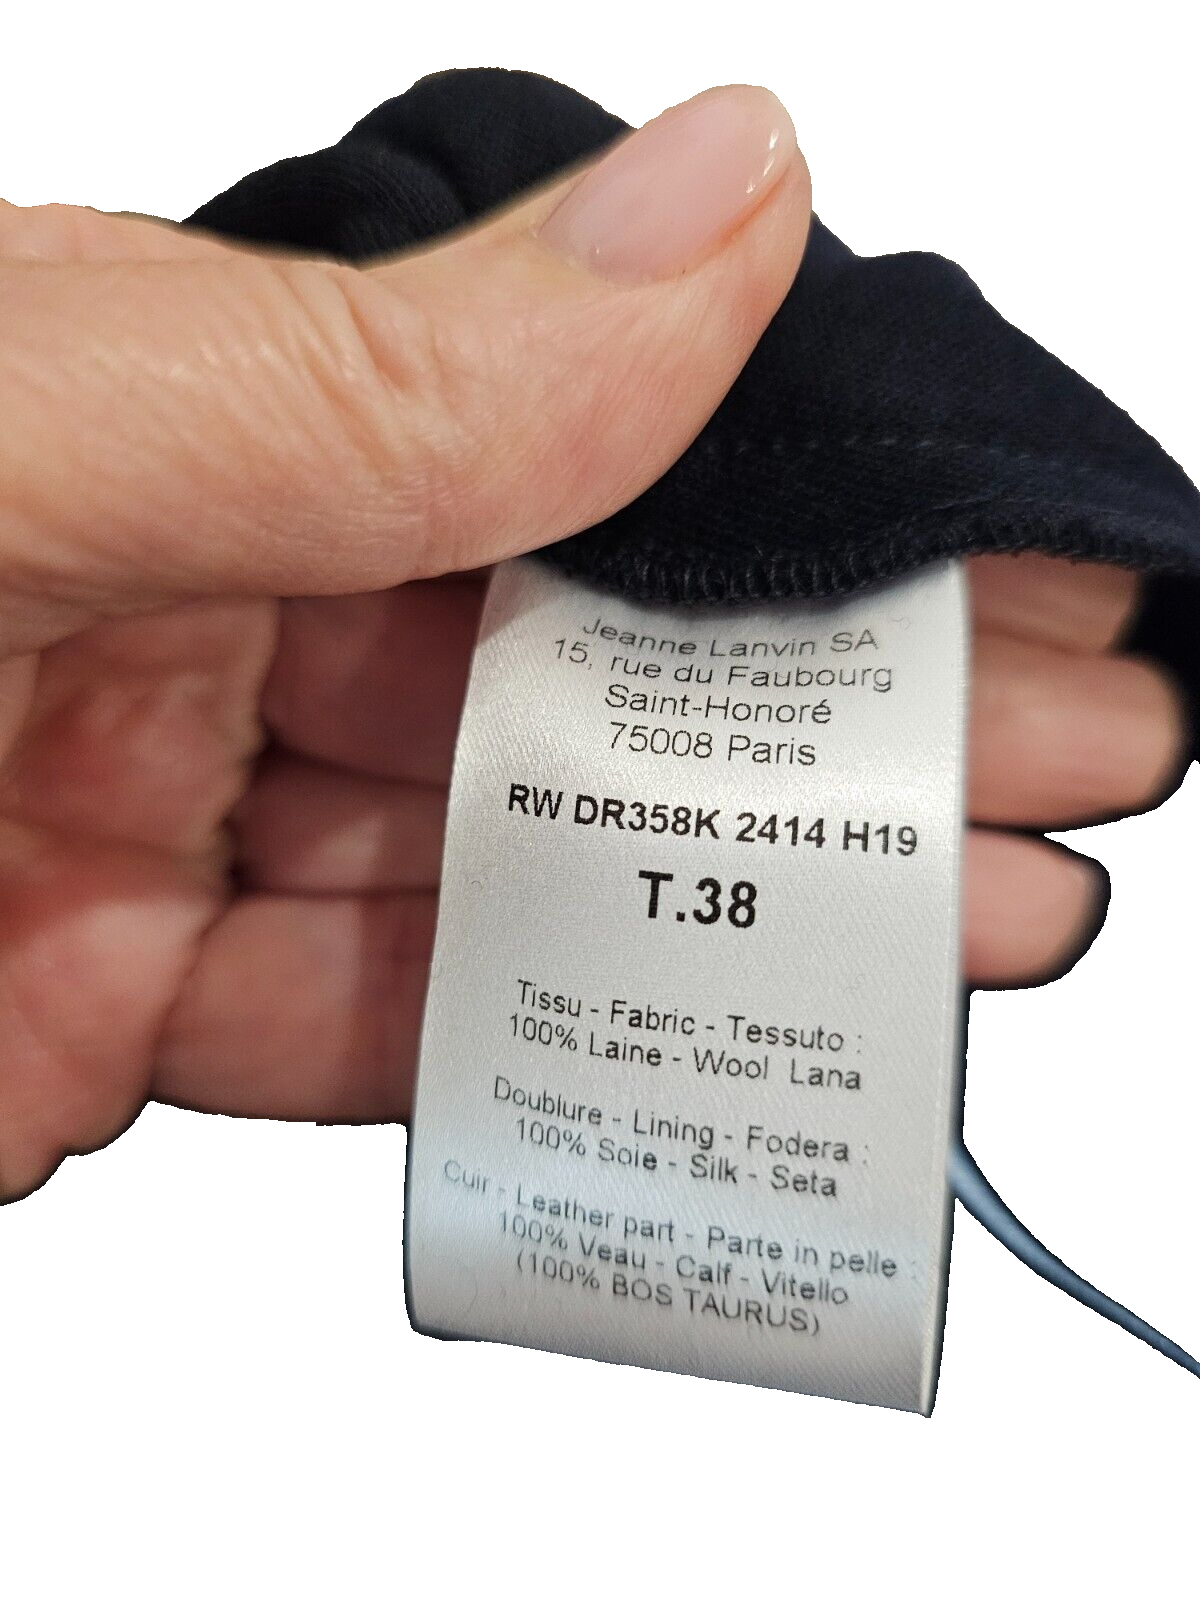 Jeanne Lanvin SA
15, rue du Faubourg
Saint-Honoré
75008 Paris
RW DR358K 2414 H19
T.38
Tissu - Fabric - Tessuto :
100% Laine - Wool Lana
Doublure - Lining - Fodera :
100% Soie - Silk - Seta
Cuir - Leather part - Parte in pelle :
100% Veau - Calf - Vitello
(100% BOS TAURUS)